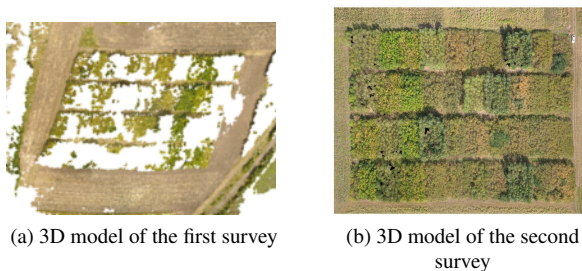 (a) 3D model of the first survey
(b) 3D model of the second
survey